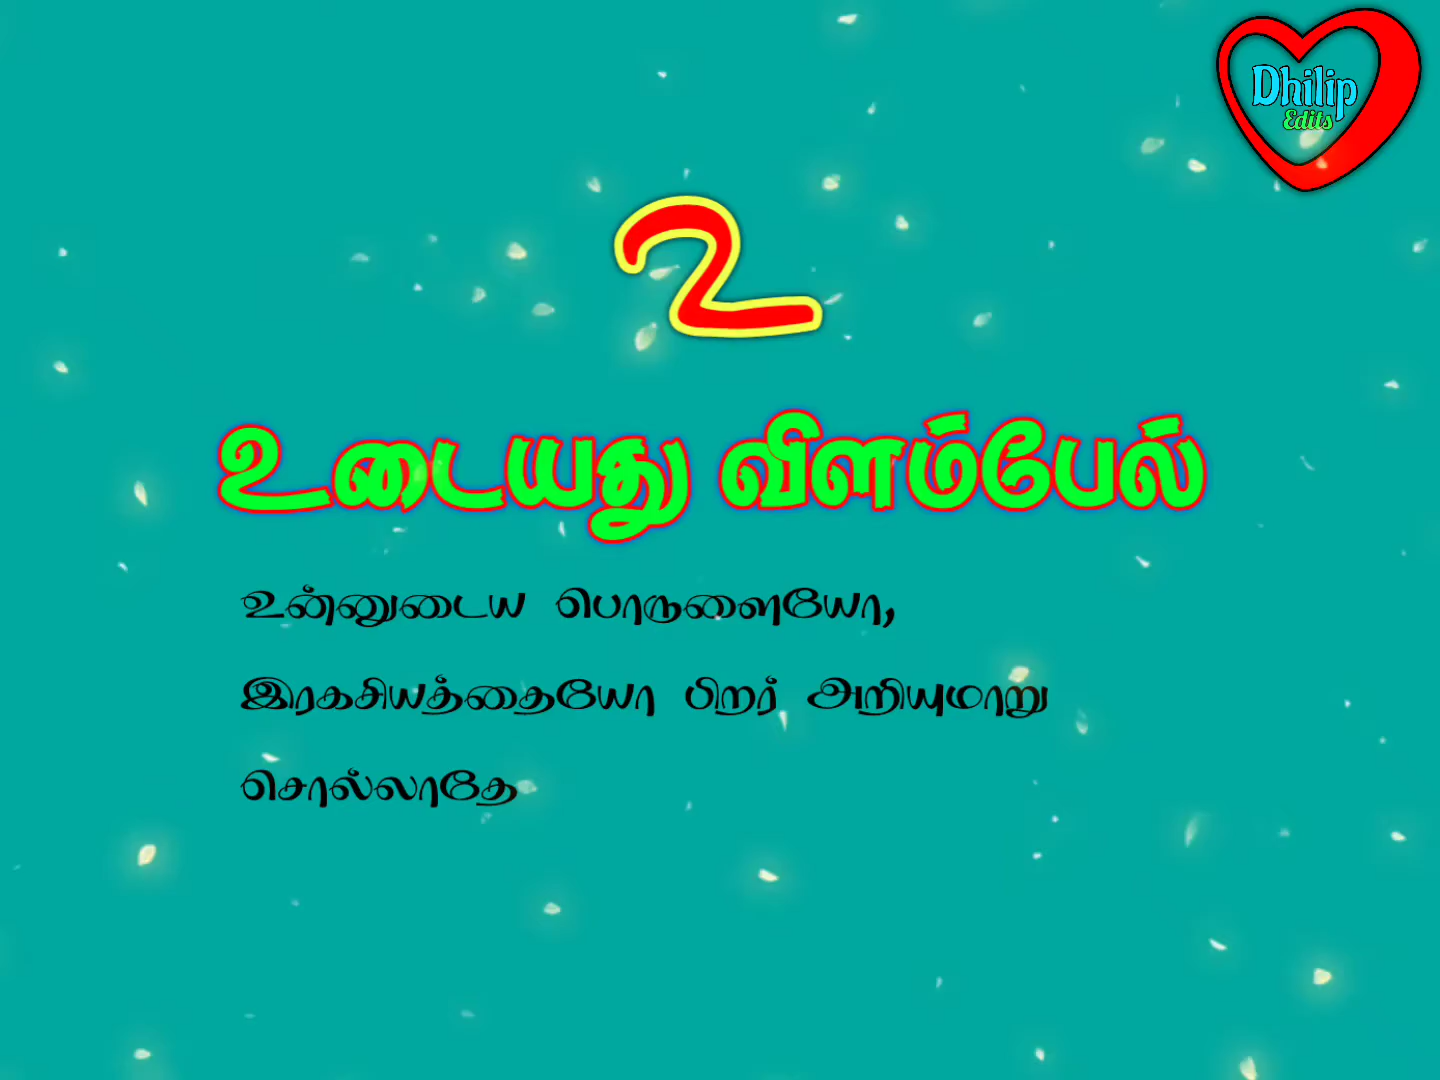 Dhilip
Edits
உ
உடையது விளம்பேல்
உன்னுடைய பொருளையோ,
இரகசியத்தையோ பிறர் அறியுமாறு
சொல்லாதே